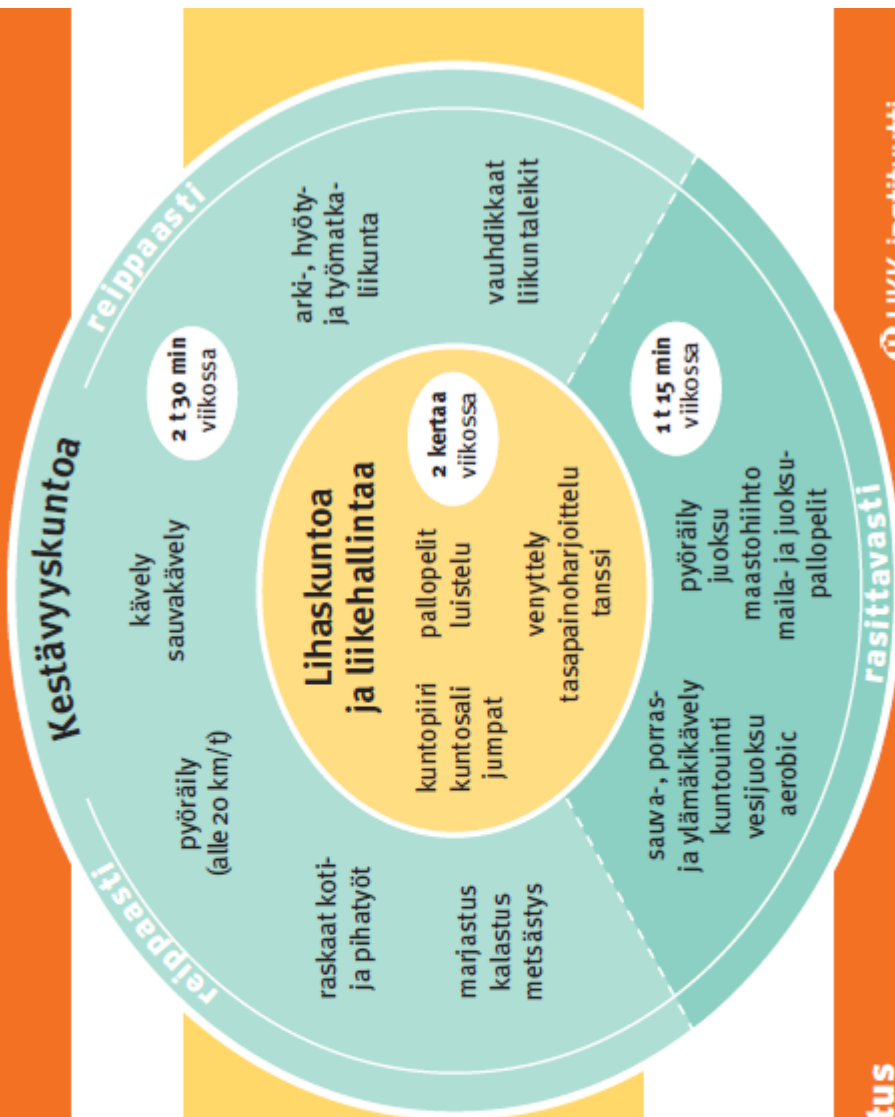 Kestävyyskuntoa
reippaasti
reippaasti
kävely
sauvakävely
2 t 30 min
viikossa
pyöräily
(alle 20 km/t)
arki-, hyöty-
ja työmatka-
liikunta
raskaat koti-
ja pihatyöt
vauhdikkaat
liikuntaleikit
marjastus
kalastus
metsästys
Lihaskuntoa
ja liikehallintaa
2 kertaa
viikossa
kuntopiiri
kuntosali
jumpat
pallopelit
luistelu
venyttely
tasapainoharjoittelu
tanssi
1 t 15 min
viikossa
sauva-, porras-
ja ylämäkikävely
kuntouinti
vesijuoksu
aerobic
pyöräily
juoksu
maastohiihto
maila- ja juoksu-
pallopelit
rasittavasti
tus